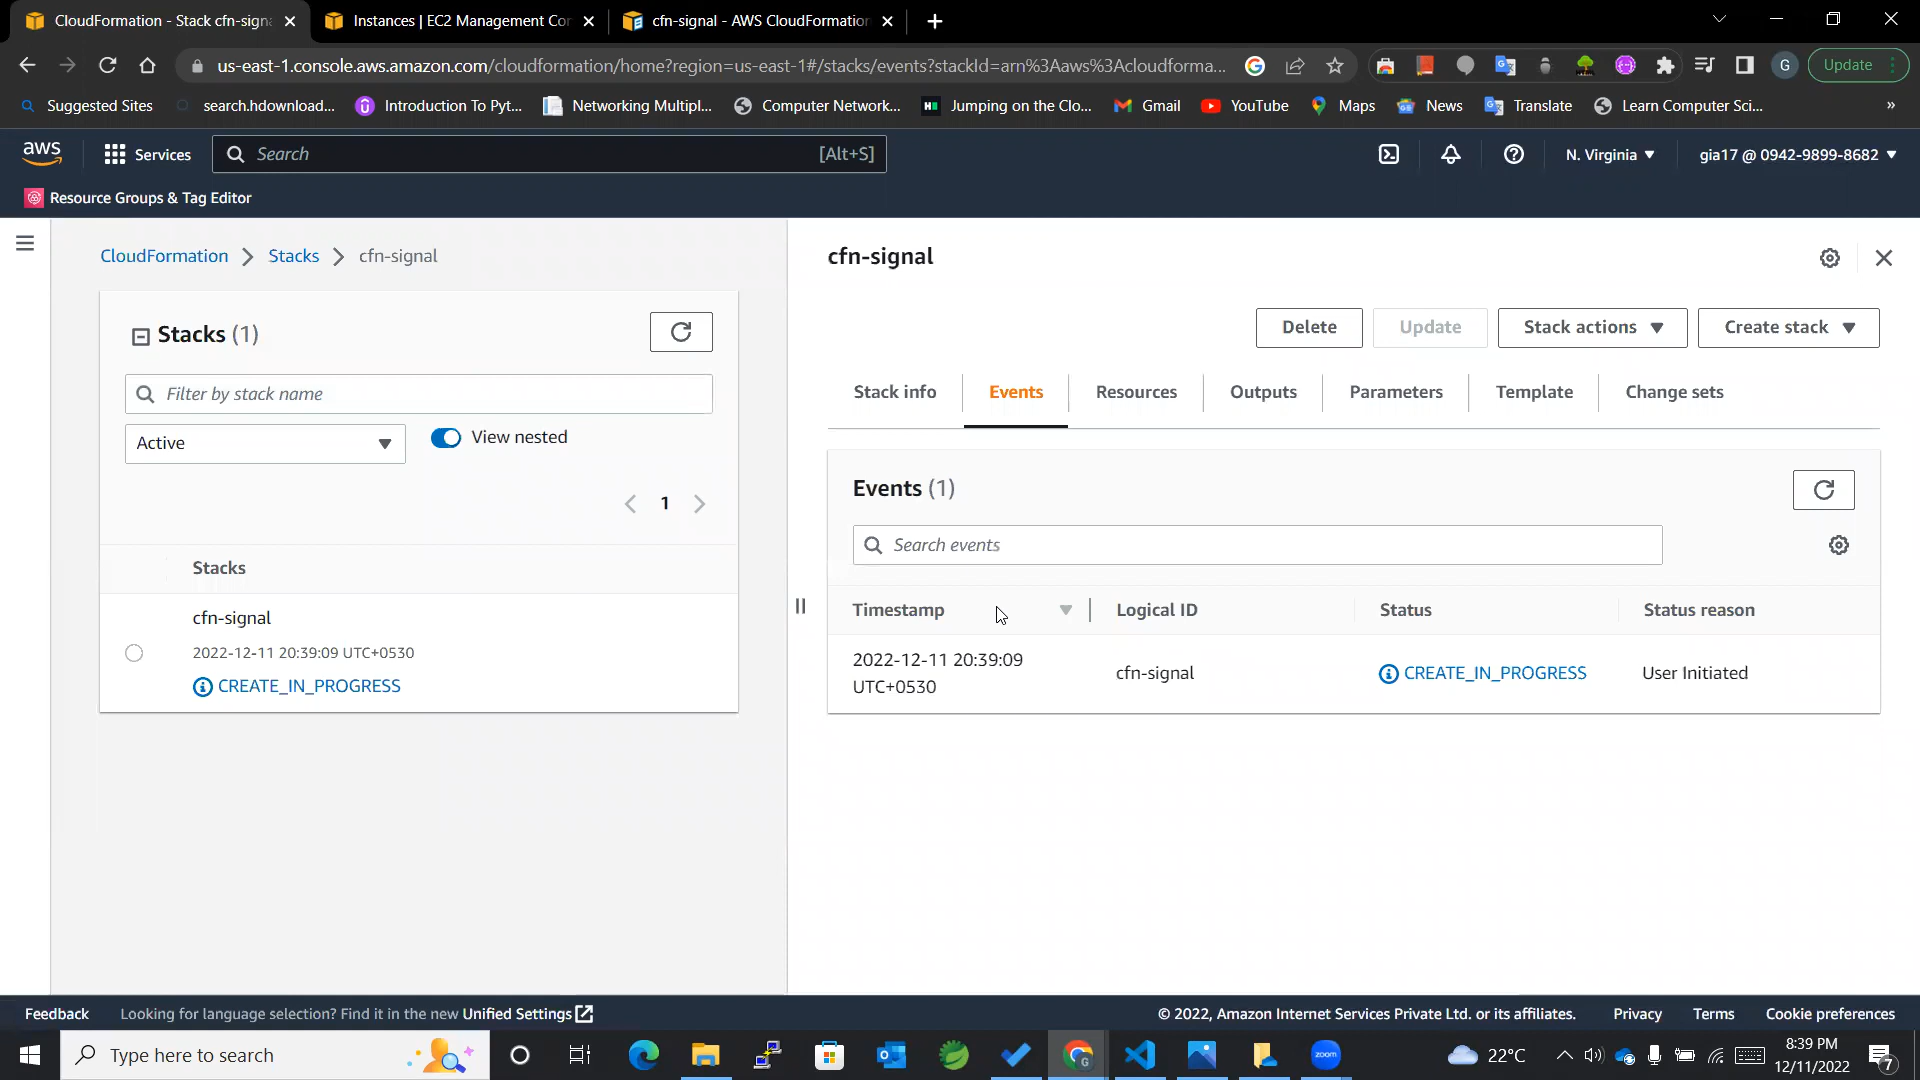 CloudFormation - Stack cfn-signa
Instances | EC2 Management Con
cfn-signal - AWS CloudFormation
us-east-1.console.aws.amazon.com/cloudformation/home?region=us-east-1#/stacks/events?stackId=arn%3Aaws%3Acloudforma...
G
Update
Suggested Sites
search.hdownload...
Introduction To Pyt...
Networking Multipl...
Computer Network...
Jumping on the Clo...
Gmail
YouTube
Maps
News
Translate
Learn Computer Sci...
»
aws
Services
Search
[Alt+S]
N. Virginia
gia17 @ 0942-9899-8682
Resource Groups & Tag Editor
CloudFormation
Stacks
cfn-signal
Stacks (1)
Filter by stack name
Active
View nested
1
Stacks
cfn-signal
2022-12-11 20:39:09 UTC+0530
CREATE_IN_PROGRESS
cfn-signal
Delete
Update
Stack actions
Create stack
Stack info
Events
Resources
Outputs
Parameters
Template
Change sets
Events (1)
Search events
Timestamp
Logical ID
Status
Status reason
2022-12-11 20:39:09
UTC+0530
cfn-signal
CREATE_IN_PROGRESS
User Initiated
Feedback
Looking for language selection? Find it in the new Unified Settings
© 2022, Amazon Internet Services Private Ltd. or its affiliates.
Privacy
Terms
Cookie preferences
Type here to search
zoom
22°C
8:39 PM
12/11/2022
7